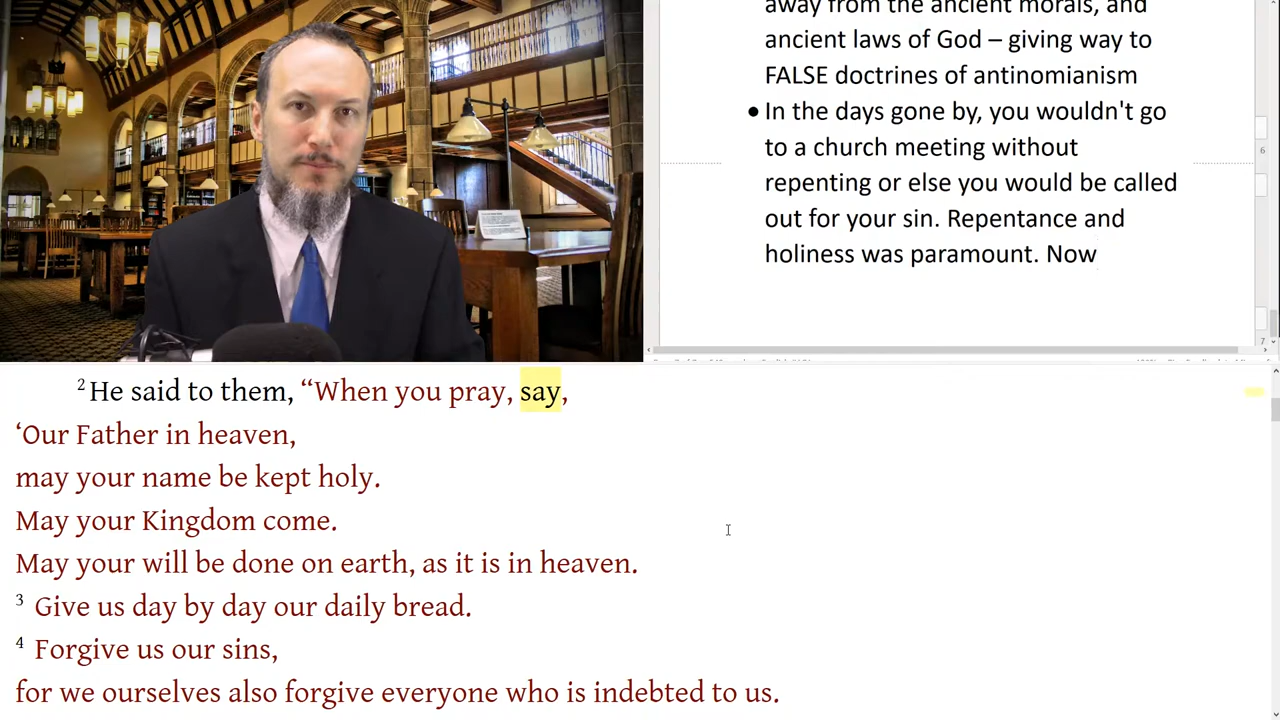 away from the ancient morals, and
ancient laws of God – giving way to
FALSE doctrines of antinomianism
● In the days gone by, you wouldn't go
to a church meeting without
repenting or else you would be called
out for your sin. Repentance and
holiness was paramount. Now
6
7
2 He said to them, “When you pray, say,
‘Our Father in heaven,
may your name be kept holy.
May your Kingdom come.
May your will be done on earth, as it is in heaven.
3 Give us day by day our daily bread.
4 Forgive us our sins,
for we ourselves also forgive everyone who is indebted to us.